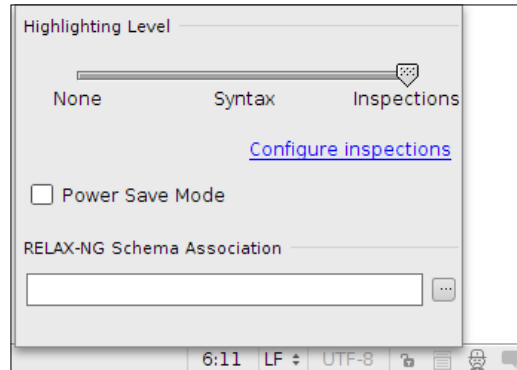 Highlighting Level
None Syntax Inspections
Configure inspections
Power Save Mode
RELAX-NG Schema Association
...
6:11 LF UTF-8